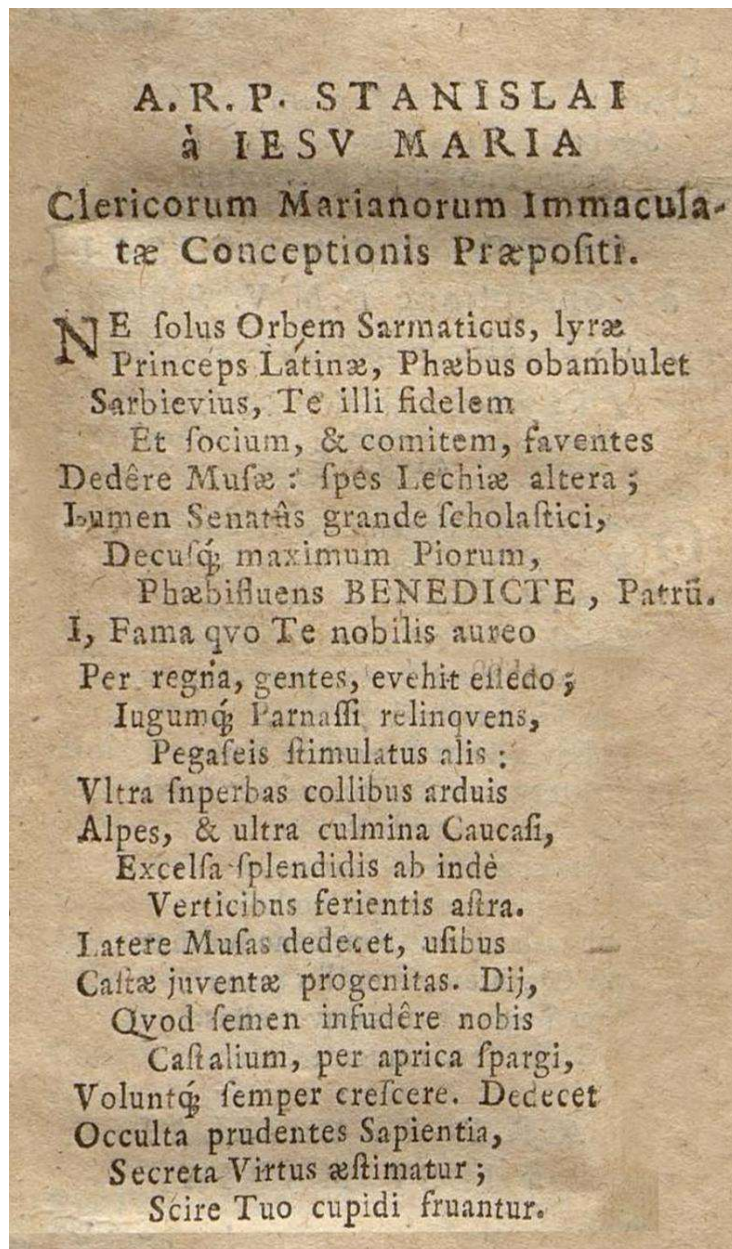 A. R. P. STANISLAI
à IESV MARIA
Clericorum Marianorum Immacula-
tæ Conceptionis Præpoſiti.
NE ſolus Orbem Sarmaticus, lyræ
Princeps Látinæ, Phæbus obambulet
Sarbievius, Te illi fidelem
Et ſocium, & comitem, faventes
Dedêre Muſæ : ſpes Lechiæ altera ;
Lumen Senatûs grande ſcholaſtici,
Decuſq́; maximum Piorum,
Phæbifluens BENEDICTE, Patrũ.
I, Fama qvo Te nobilis aureo
Per regna, gentes, evehit eſſedo ;
Iugumq́; Parnaſſi relinqvens,
Pegaſeis ſtimulatus alis :
Vltra ſnperbas collibus arduis
Alpes, & ultra culmina Caucaſi,
Excelſa ſplendidis ab indè
Verticibus ferientis aſtra.
Latere Muſas dedecet, uſibus
Caſtæ juventæ progenitas. Dij,
Qvod ſemen infudêre nobis
Caſtalium, per aprica ſpargi,
Voluntq́; ſemper creſcere. Dedecet
Occulta prudentes Sapientia,
Secreta Virtus æſtimatur ;
Scire Tuo cupidi fruantur.